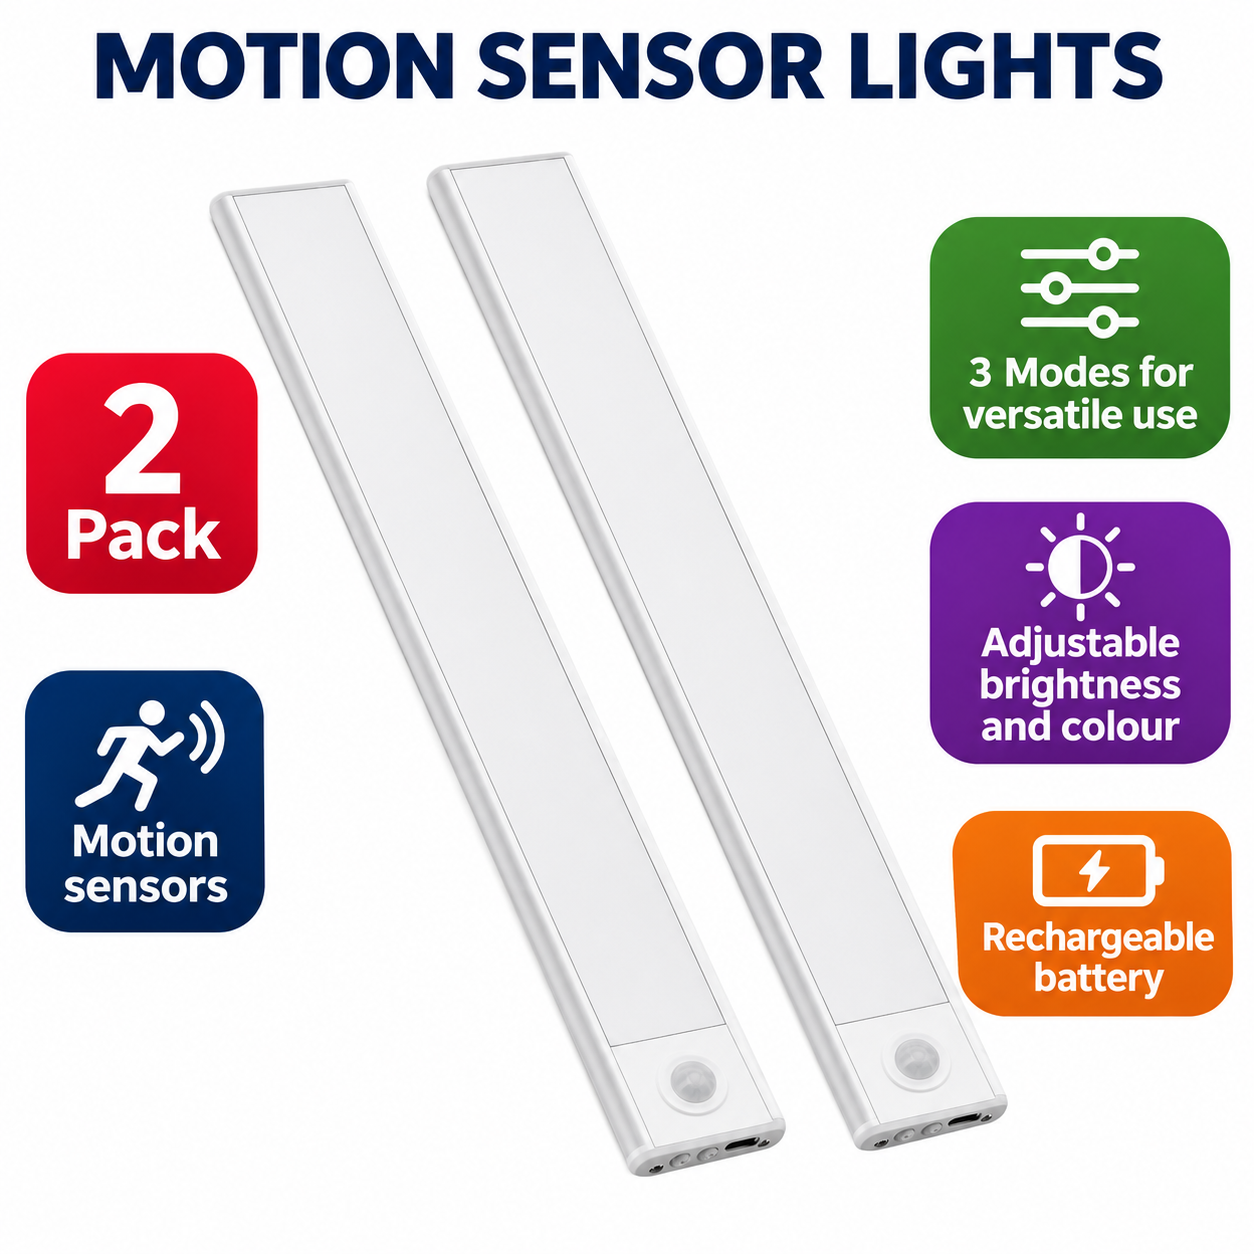 MOTION SENSOR LIGHTS
2
Pack
Motion
sensors
3 Modes for
versatile use
Adjustable
brightness
and colour
Rechargeable
battery